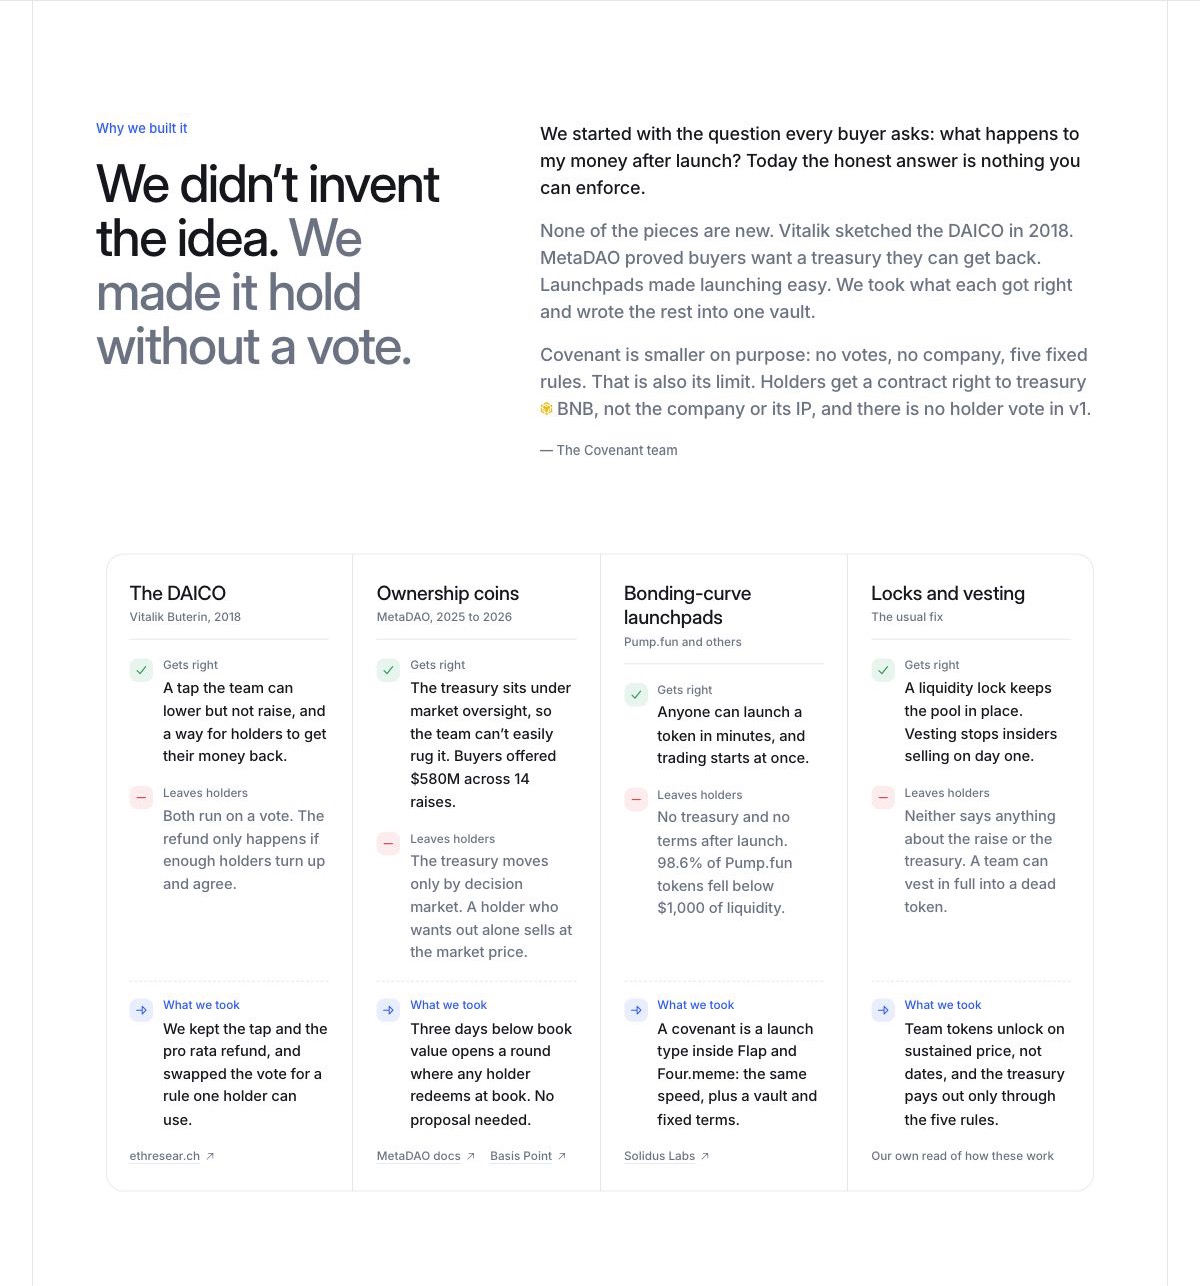 Why we built it
We didn’t invent
the idea. We
made it hold
without a vote.
We started with the question every buyer asks: what happens to
my money after launch? Today the honest answer is nothing you
can enforce.
None of the pieces are new. Vitalik sketched the DAICO in 2018.
MetaDAO proved buyers want a treasury they can get back.
Launchpads made launching easy. We took what each got right
and wrote the rest into one vault.
Covenant is smaller on purpose: no votes, no company, five fixed
rules. That is also its limit. Holders get a contract right to treasury
BNB, not the company or its IP, and there is no holder vote in v1.
— The Covenant team
The DAICO
Vitalik Buterin, 2018
Gets right
A tap the team can
lower but not raise, and
a way for holders to get
their money back.
Leaves holders
Both run on a vote. The
refund only happens if
enough holders turn up
and agree.
What we took
We kept the tap and the
pro rata refund, and
swapped the vote for a
rule one holder can
use.
ethresear.ch ↗
Ownership coins
MetaDAO, 2025 to 2026
Gets right
The treasury sits under
market oversight, so
the team can’t easily
rug it. Buyers offered
$580M across 14
raises.
Leaves holders
The treasury moves
only by decision
market. A holder who
wants out alone sells at
the market price.
What we took
Three days below book
value opens a round
where any holder
redeems at book. No
proposal needed.
MetaDAO docs ↗ Basis Point ↗
Bonding-curve
launchpads
Pump.fun and others
Gets right
Anyone can launch a
token in minutes, and
trading starts at once.
Leaves holders
No treasury and no
terms after launch.
98.6% of Pump.fun
tokens fell below
$1,000 of liquidity.
What we took
A covenant is a launch
type inside Flap and
Four.meme: the same
speed, plus a vault and
fixed terms.
Solidus Labs ↗
Locks and vesting
The usual fix
Gets right
A liquidity lock keeps
the pool in place.
Vesting stops insiders
selling on day one.
Leaves holders
Neither says anything
about the raise or the
treasury. A team can
vest in full into a dead
token.
What we took
Team tokens unlock on
sustained price, not
dates, and the treasury
pays out only through
the five rules.
Our own read of how these work